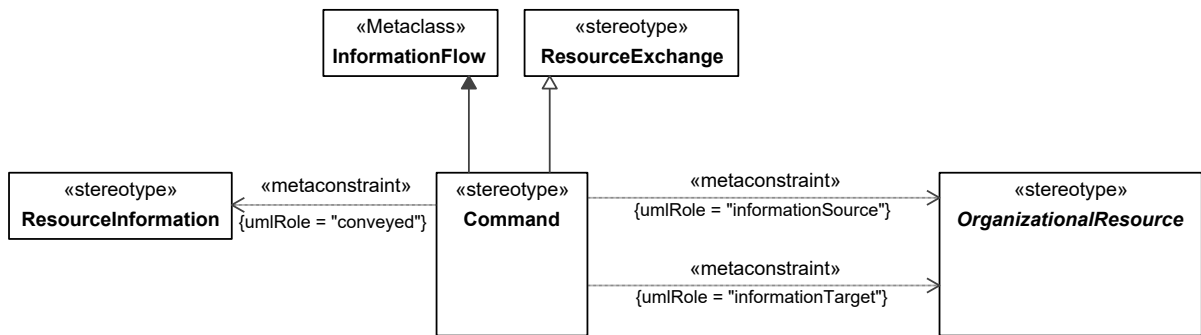 «Metaclass»
InformationFlow
«stereotype»
ResourceExchange
«stereotype»
ResourceInformation
«metaconstraint»
{umlRole = "conveyed"}
«stereotype»
Command
«metaconstraint»
{umlRole = "informationSource"}
«metaconstraint»
{umlRole = "informationTarget"}
«stereotype»
OrganizationalResource